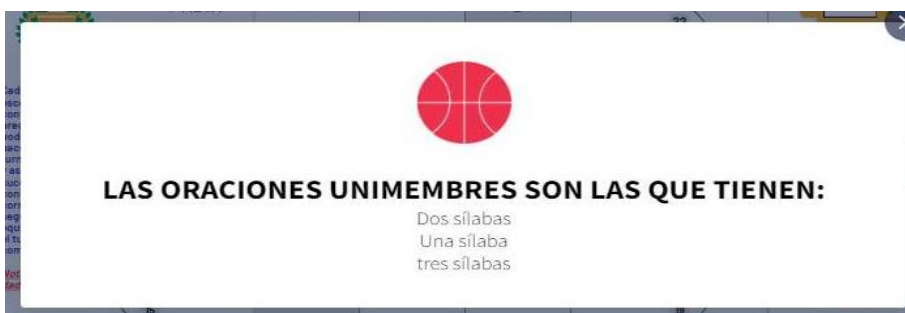 LAS ORACIONES UNIMEMBRES SON LAS QUE TIENEN:
Dos sílabas
Una sílaba
tres sílabas